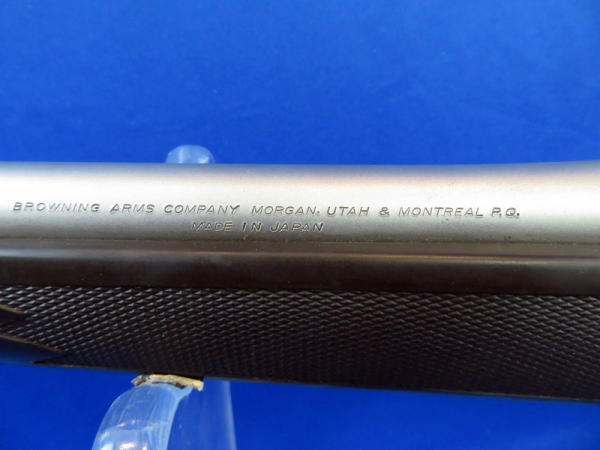 BROWNING ARMS COMPANY MORGAN, UTAH & MONTREAL P.Q.
MADE IN JAPAN